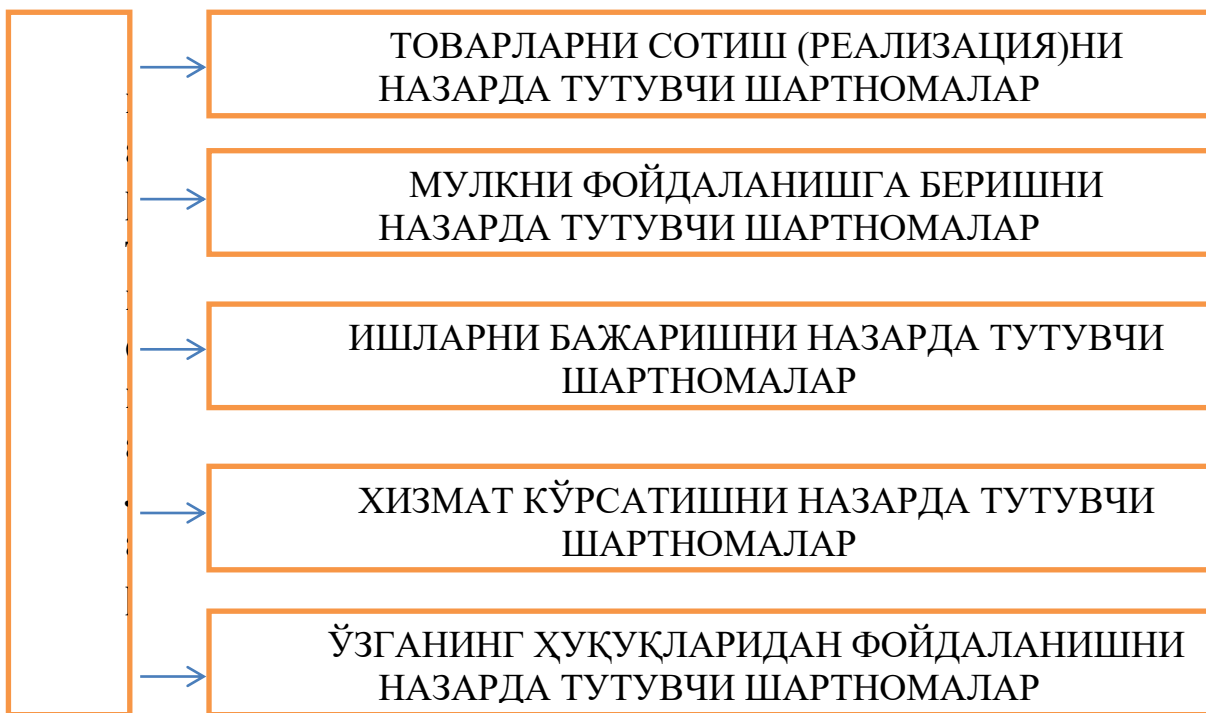 ТОВАРЛАРНИ СОТИШ (РЕАЛИЗАЦИЯ)НИ
НАЗАРДА ТУТУВЧИ ШАРТНОМАЛАР
МУЛКНИ ФОЙДАЛАНИШГА БЕРИШНИ
НАЗАРДА ТУТУВЧИ ШАРТНОМАЛАР
ИШЛАРНИ БАЖАРИШНИ НАЗАРДА ТУТУВЧИ
ШАРТНОМАЛАР
ХИЗМАТ КЎРСАТИШНИ НАЗАРДА ТУТУВЧИ
ШАРТНОМАЛАР
ЎЗГАНИНГ ҲУҚУҚЛАРИДАН ФОЙДАЛАНИШНИ
НАЗАРДА ТУТУВЧИ ШАРТНОМАЛАР